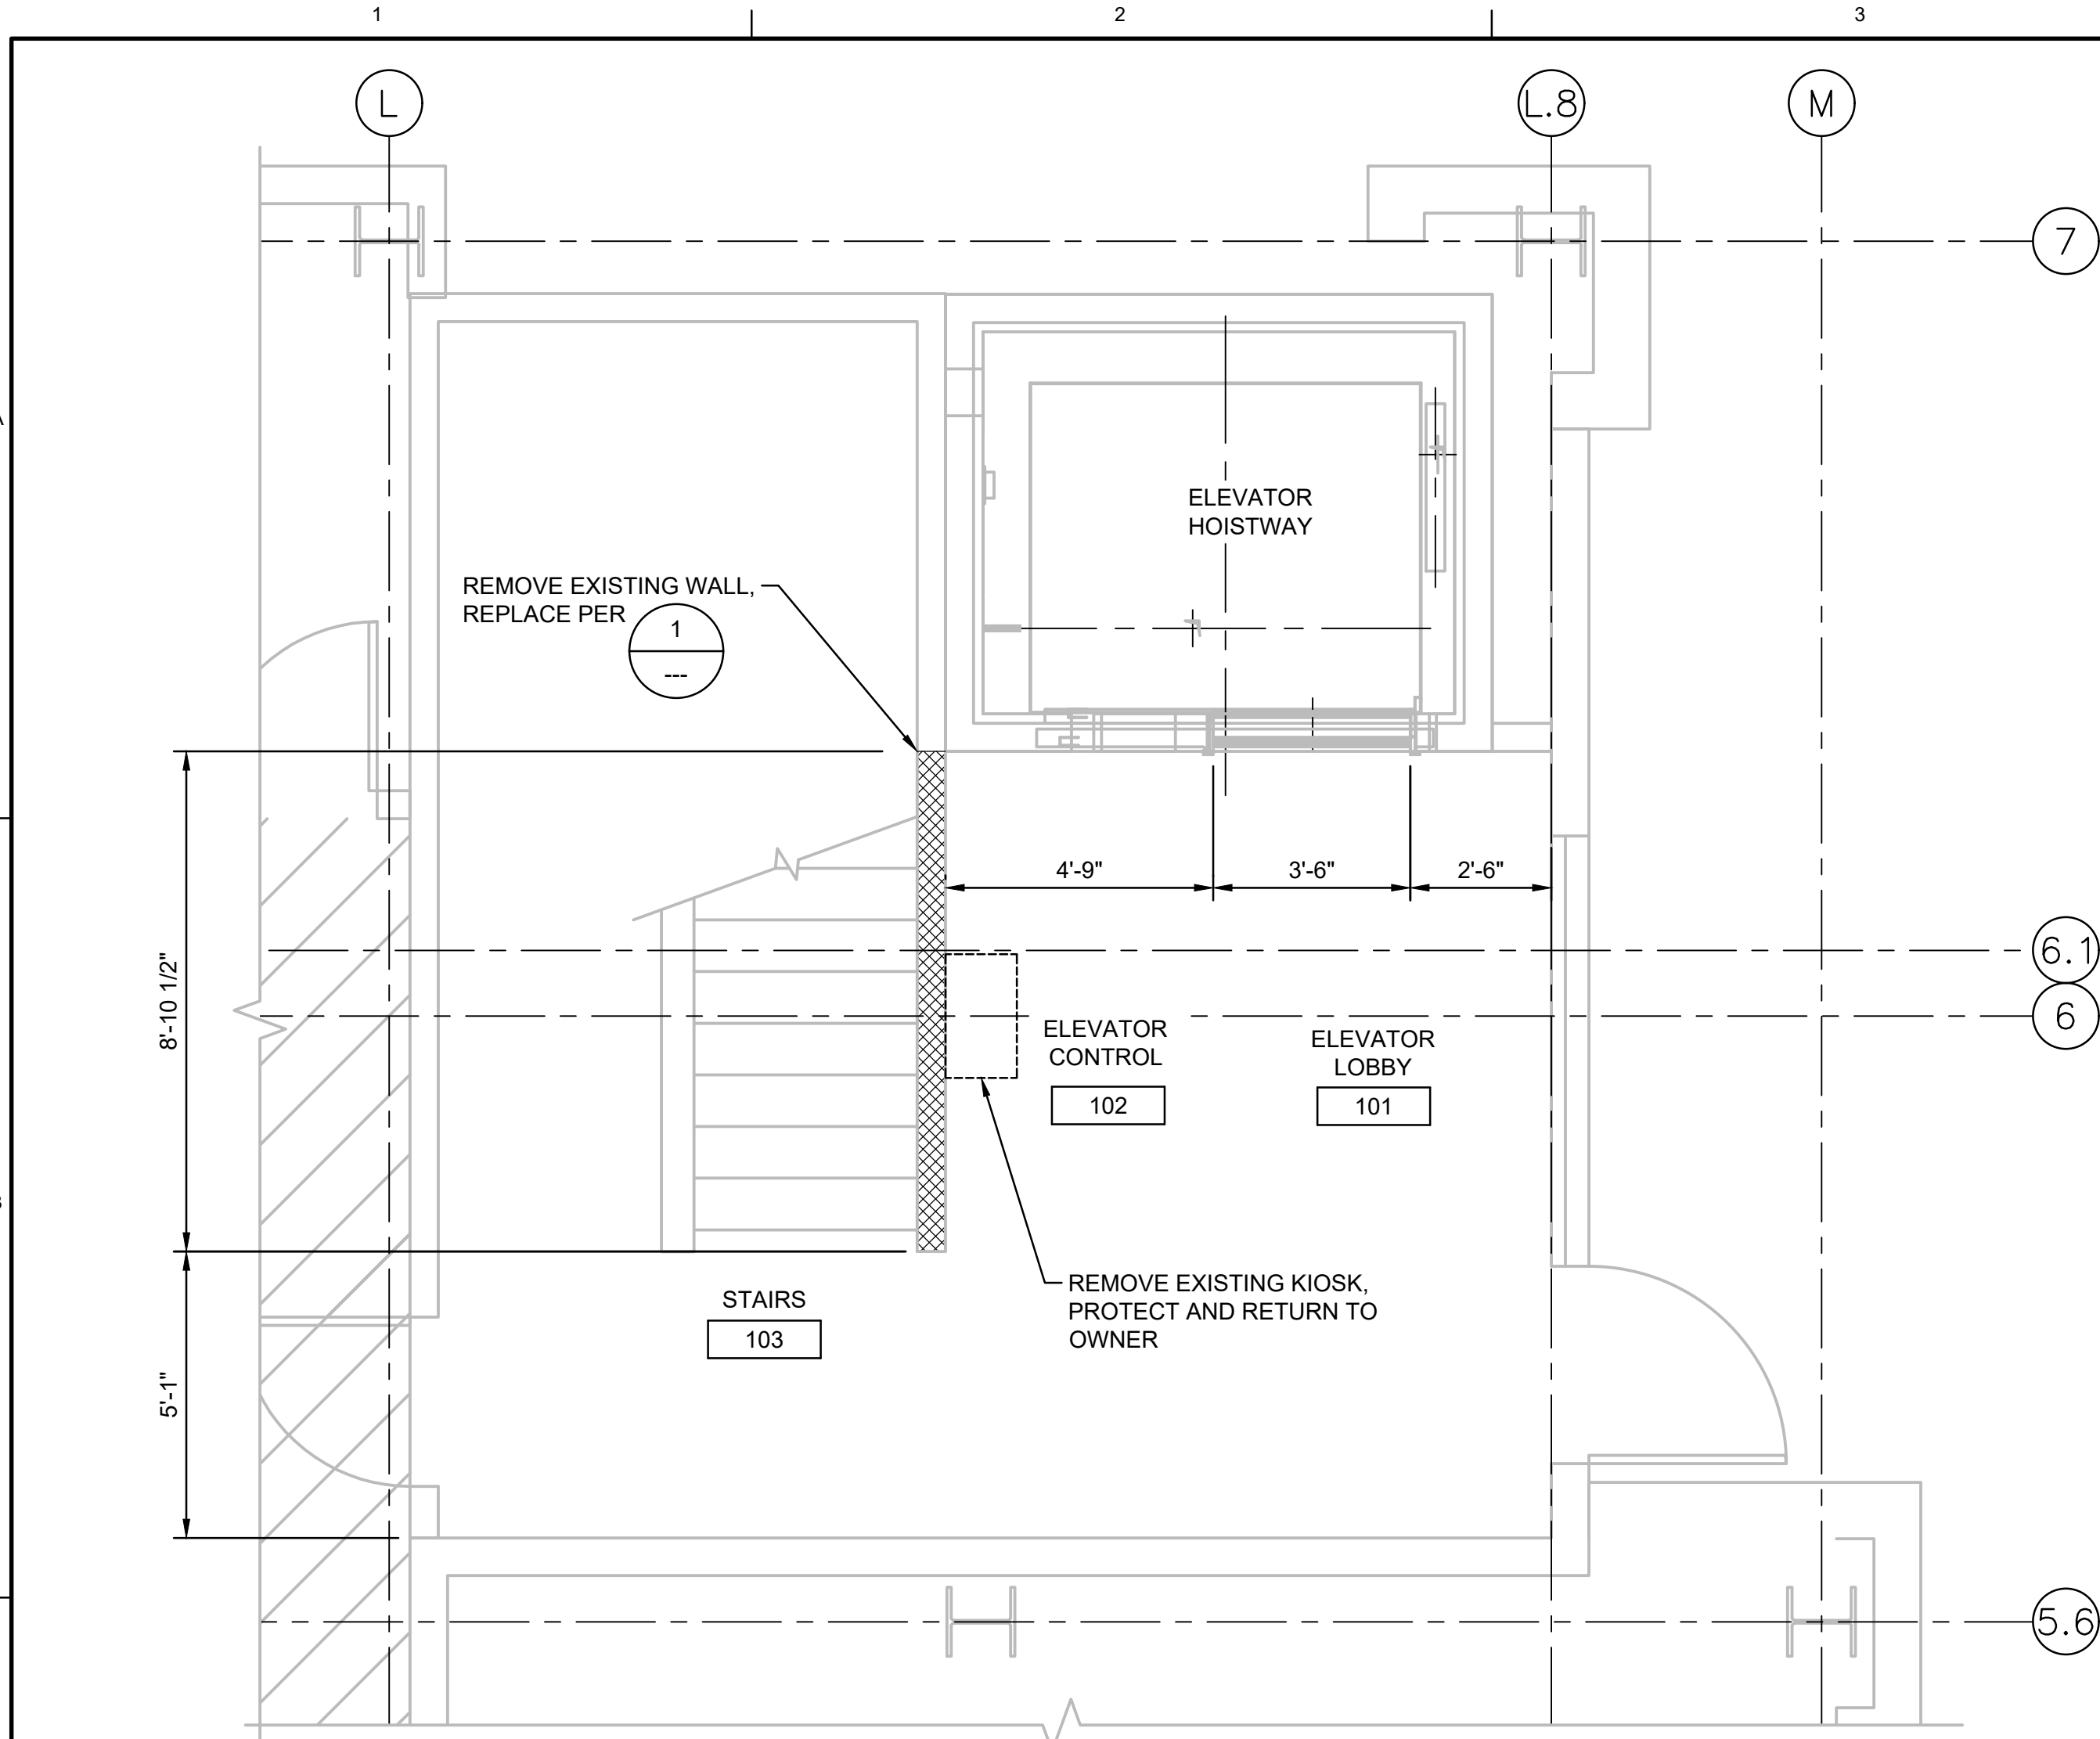 1
2
3
L
L.8
M
7
ELEVATOR
HOISTWAY
REMOVE EXISTING WALL,
REPLACE PER
1
---
4'-9"
3'-6"
2'-6"
8'-10 1/2"
6.1
6
ELEVATOR
CONTROL
102
ELEVATOR
LOBBY
101
REMOVE EXISTING KIOSK,
PROTECT AND RETURN TO
OWNER
STAIRS
103
5'-1"
5.6